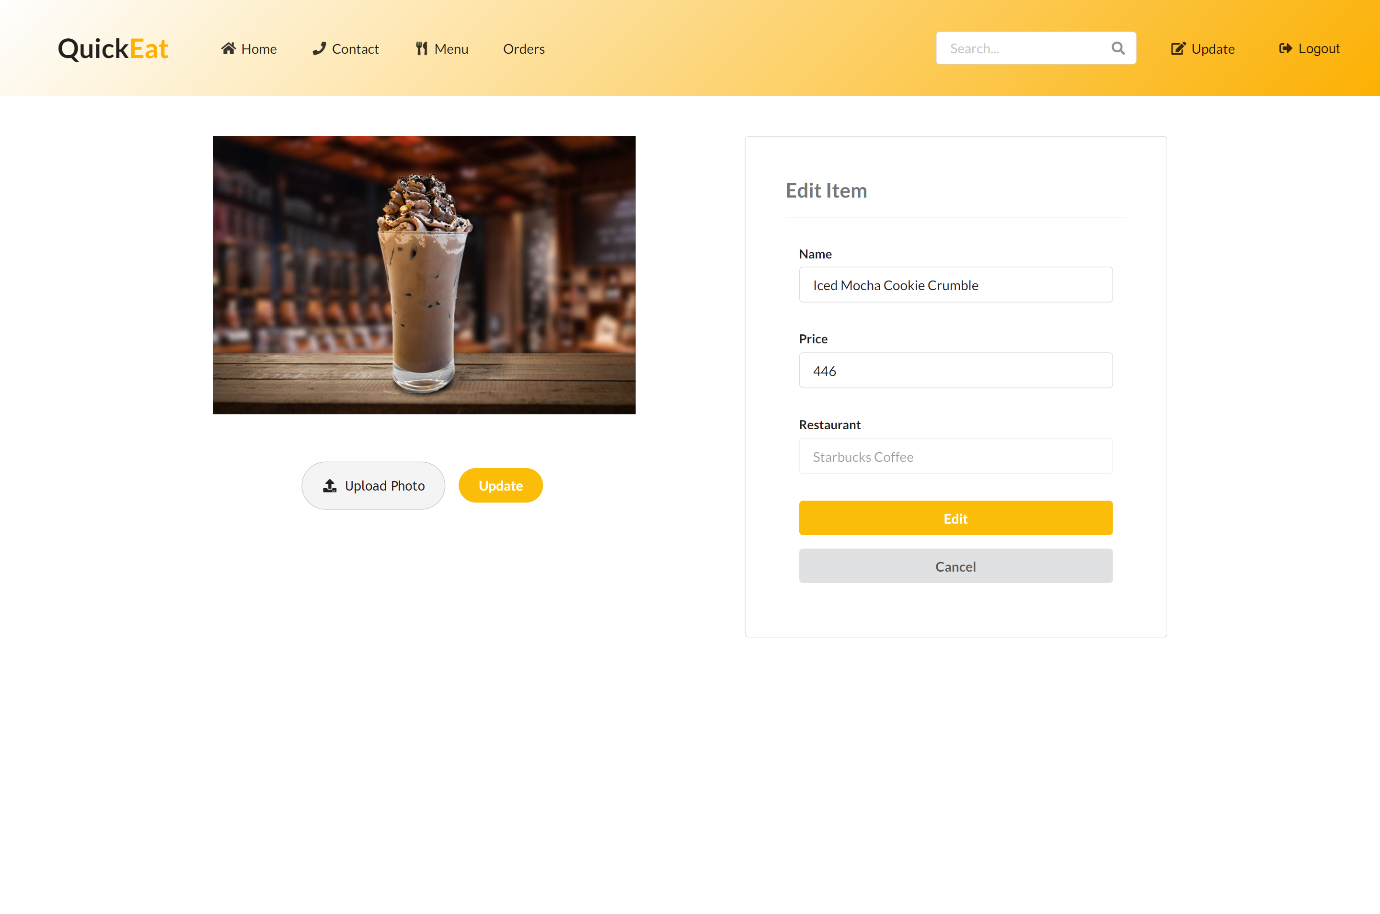 QuickEat
Home
Contact
Menu
Orders
Search...
Update
Logout
Upload Photo
Update
Edit Item
Name
Iced Mocha Cookie Crumble
Price
446
Restaurant
Starbucks Coffee
Edit
Cancel